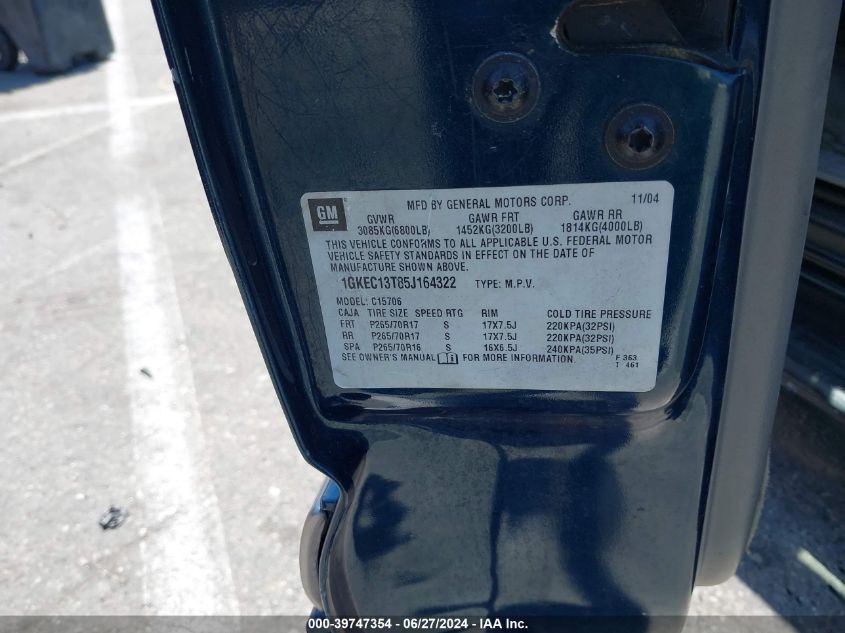 GM
MFD BY GENERAL MOTORS CORP. 11/04
GVWR GAWR FRT GAWR RR
3085KG(6800LB) 1452KG(3200LB) 1814KG(4000LB)
THIS VEHICLE CONFORMS TO ALL APPLICABLE U.S. FEDERAL MOTOR
VEHICLE SAFETY STANDARDS IN EFFECT ON THE DATE OF
MANUFACTURE SHOWN ABOVE.
1GKEC13T85J164322 TYPE: M.P.V.
MODEL: C15706
CAJA TIRE SIZE SPEED RTG RIM COLD TIRE PRESSURE
FRT P265/70R17 S 17X7.5J 220KPA(32PSI)
RR P265/70R17 S 17X7.5J 220KPA(32PSI)
SPA P265/70R16 S 16X6.5J 240KPA(35PSI)
SEE OWNER'S MANUAL FOR MORE INFORMATION. F 363
T 461
000-39747354 - 06/27/2024 - IAA Inc.